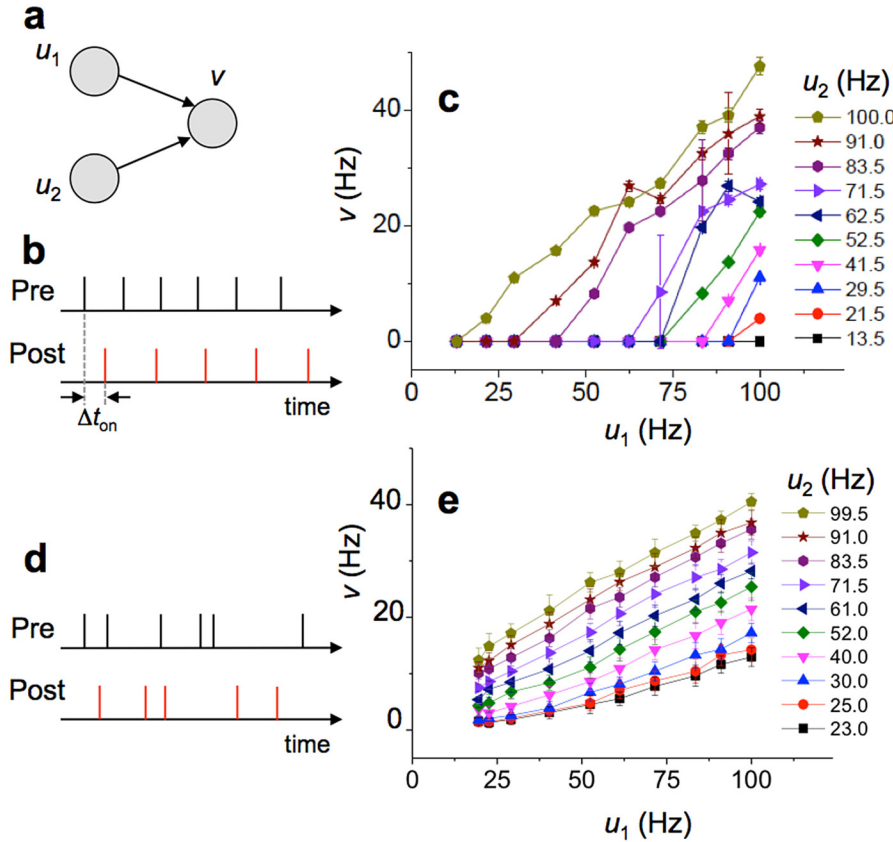 a
u1
v
u2
b
Pre
Post
time
Δton
c
v (Hz)
40
20
0
0
25
50
75
100
u1 (Hz)
u2 (Hz)
100.0
91.0
83.5
71.5
62.5
52.5
41.5
29.5
21.5
13.5
d
Pre
Post
time
e
v (Hz)
40
20
0
0
25
50
75
100
u1 (Hz)
u2 (Hz)
99.5
91.0
83.5
71.5
61.0
52.0
40.0
30.0
25.0
23.0